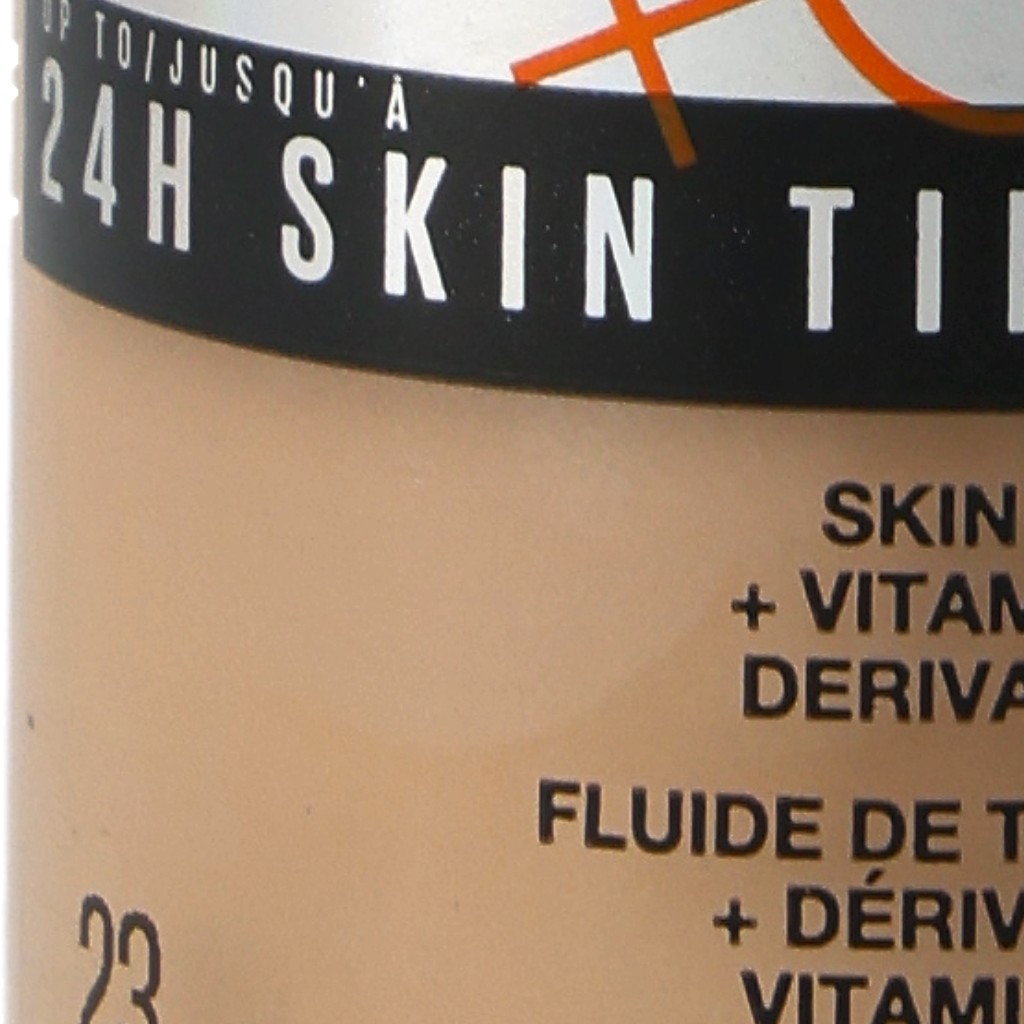 UP TO/JUSQU'À
24H SKIN TI
SKIN
+ VITAM
DERIVA
FLUIDE DE T
+ DÉRIV
VITAMI
23